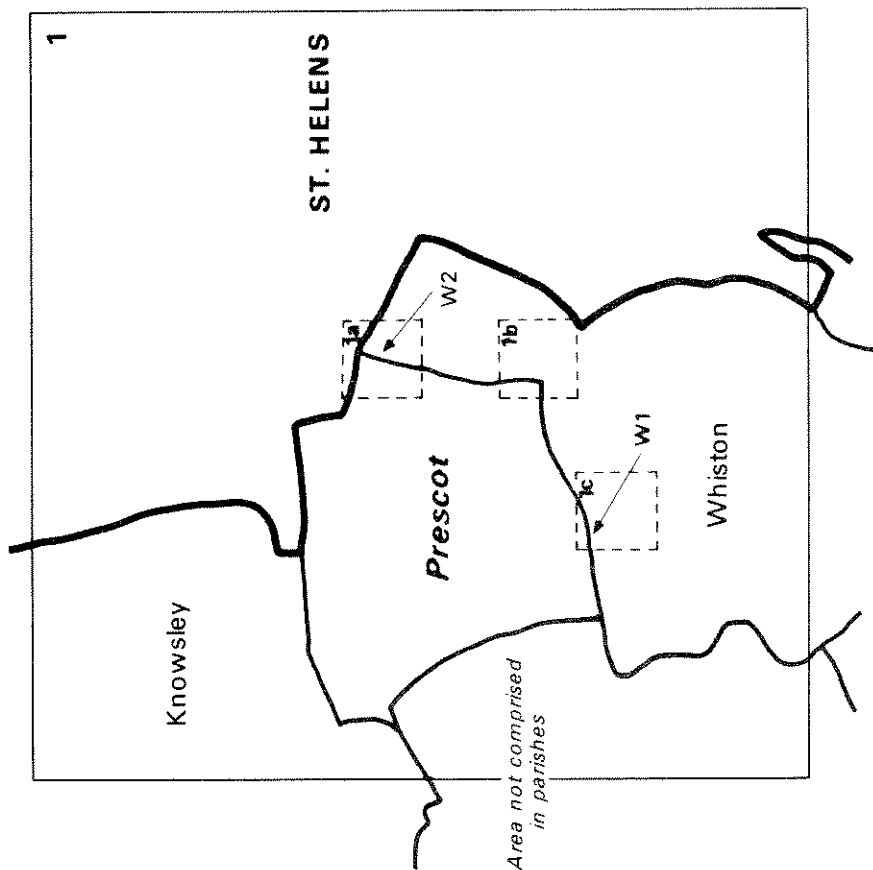 1
ST. HELENS
Knowsley
1a
W2
Prescot
1b
1c
W1
Whiston
Area not comprised
in parishes